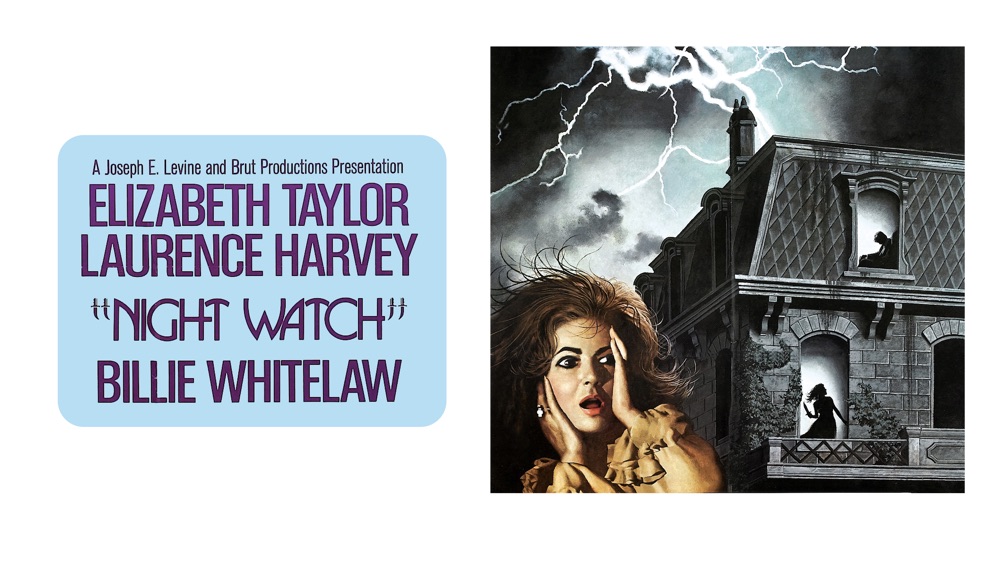 A Joseph E. Levine and Brut Productions Presentation
ELIZABETH TAYLOR
LAURENCE HARVEY
"NIGHT WATCH"
BILLIE WHITELAW